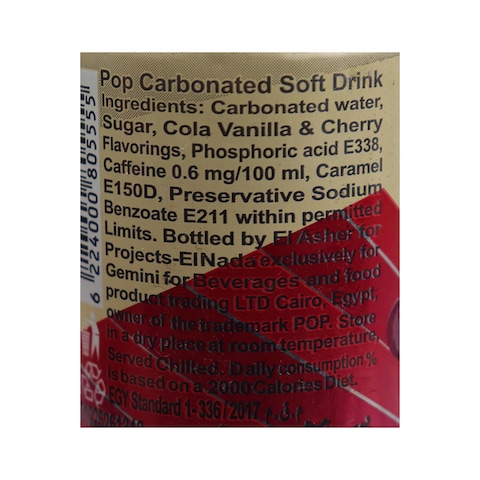 Pop Carbonated Soft Drink
Ingredients: Carbonated water,
Sugar, Cola Vanilla & Cherry
Flavorings, Phosphoric acid E338,
Caffeine 0.6 mg/100 ml, Caramel
E150D, Preservative Sodium
Benzoate E211 within permitted
Limits. Bottled by El Asher for
Projects-ElNada exclusively for
Gemini for Beverages and food
product trading LTD Cairo, Egypt,
owner of the trademark POP. Store
in a dry place at room temperature,
Served Chilled. Daily consumption %
is based on a 2000 Calories Diet.
EGY Standard 1- 336 / 2017 م.ق.م
6 224000 805555